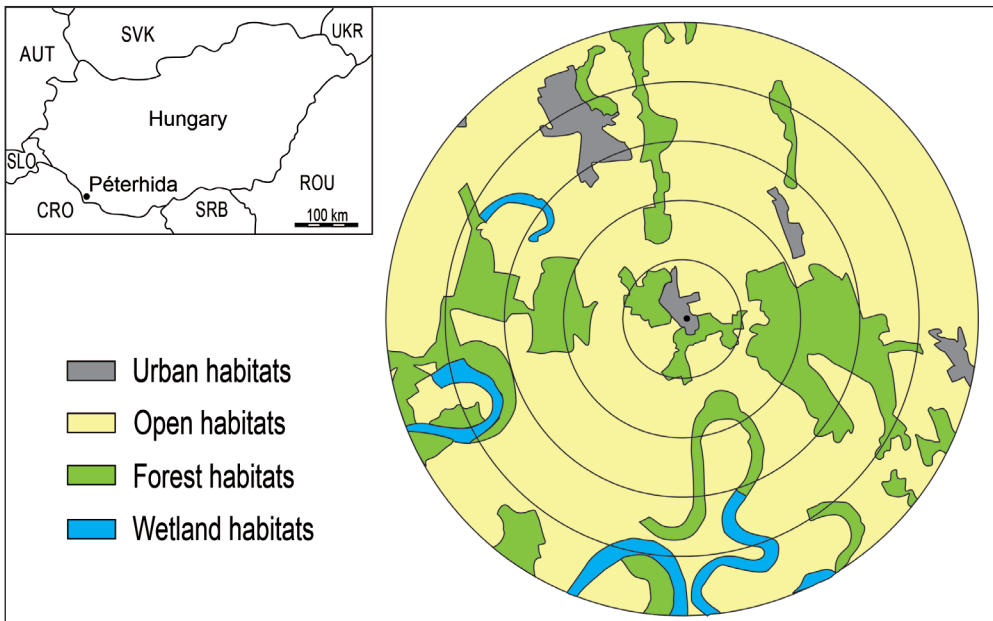 SVK
UKR
AUT
Hungary
SLO
Péterhida
ROU
CRO
SRB
100 km
Urban habitats
Open habitats
Forest habitats
Wetland habitats